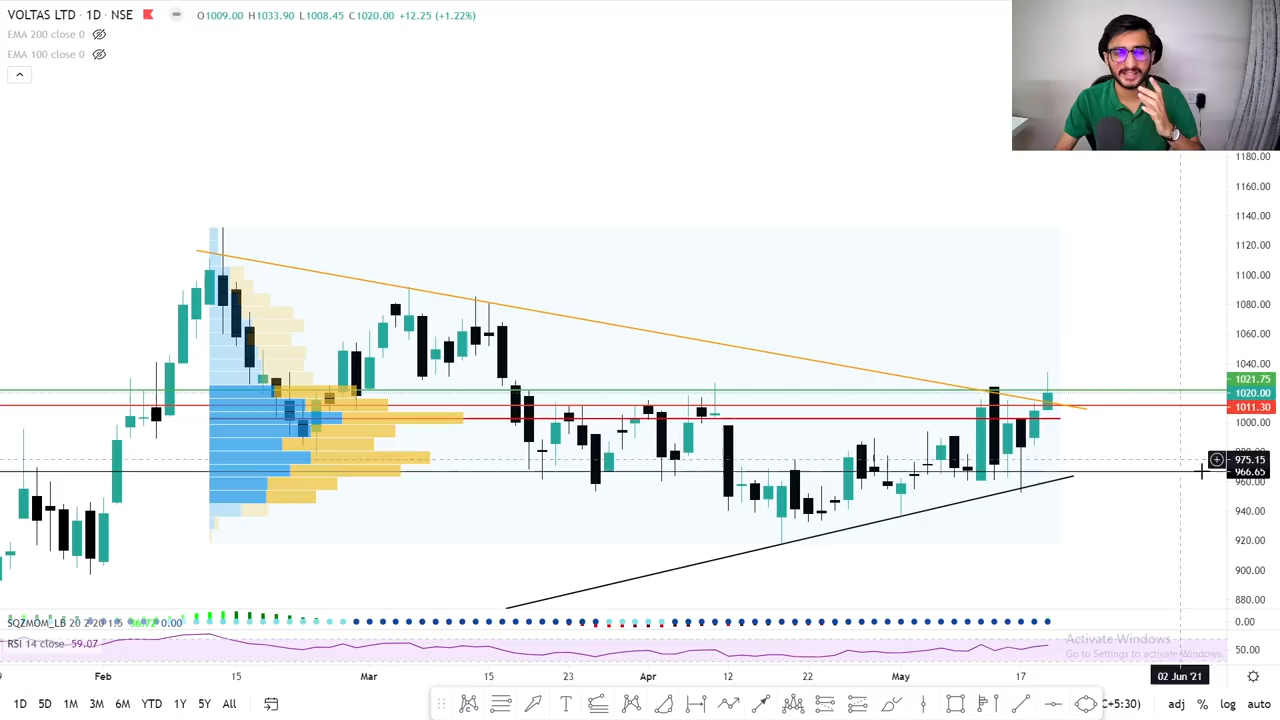 VOLTAS LTD · 1D · NSE O1009.00 H1033.90 L1008.45 C1020.00 +12.25 (+1.22%)
EMA 200 close 0
EMA 100 close 0
1180.00
1160.00
1140.00
1120.00
1100.00
1080.00
1060.00
1040.00
1021.75
1020.00
1011.30
1000.00
975.15
966.65
960.00
940.00
920.00
900.00
880.00
SQZMOM_LB 20 2 20 1.5 0.00
0.00
RSI 14 close 59.07
50.00
Activate Windows
Go to Settings to activate Windows.
Feb 15 Mar 15 23 Apr 12 22 May 17 02 Jun '21
1D 5D 1M 3M 6M YTD 1Y 5Y All
C+5:30) adj % log auto